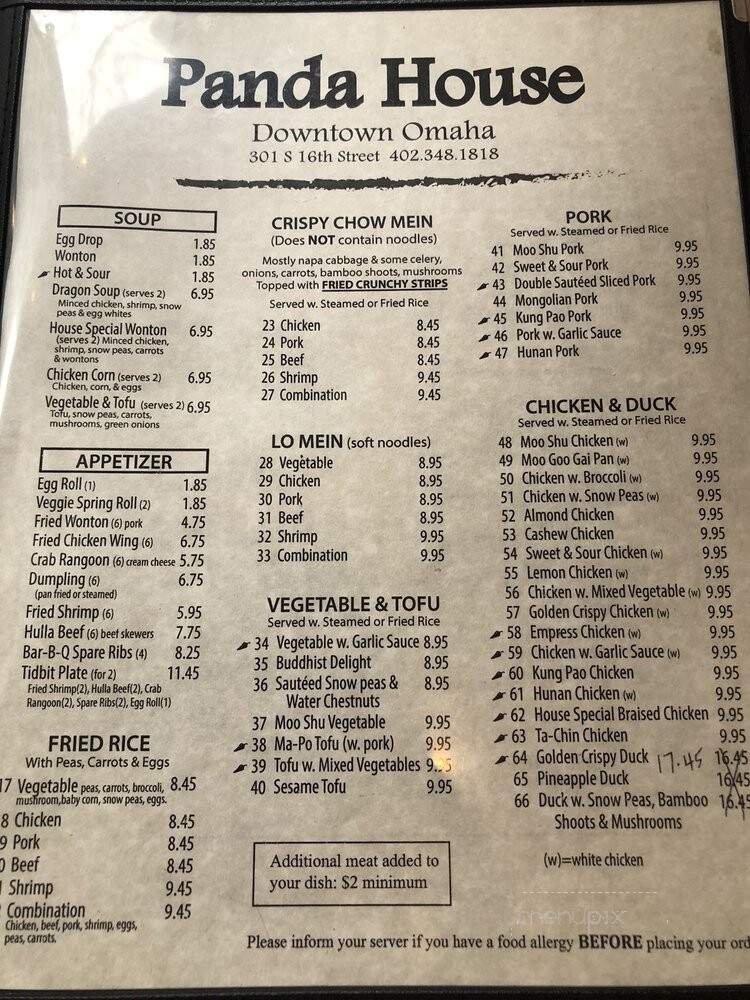 Panda House
Downtown Omaha
301 S 16th Street 402.348.1818
SOUP
Egg Drop 1.85
Wonton 1.85
Hot & Sour 1.85
Dragon Soup (serves 2) 6.95
Minced chicken, shrimp, snow
peas & egg whites
House Special Wonton 6.95
(serves 2) Minced chicken,
shrimp, snow peas, carrots
& wontons
Chicken Corn (serves 2) 6.95
Chicken, corn, & eggs
Vegetable & Tofu (serves 2) 6.95
Tofu, snow peas, carrots,
mushrooms, green onions
APPETIZER
Egg Roll (1) 1.85
Veggie Spring Roll (2) 1.85
Fried Wonton (6) pork 4.75
Fried Chicken Wing (6) 6.75
Crab Rangoon (6) cream cheese 5.75
Dumpling (6) 6.75
(pan fried or steamed)
Fried Shrimp (6) 5.95
Hulla Beef (6) beef skewers 7.75
Bar-B-Q Spare Ribs (4) 8.25
Tidbit Plate (for 2) 11.45
Fried Shrimp(2), Hulla Beef(2), Crab
Rangoon(2), Spare Ribs(2), Egg Roll(1)
FRIED RICE
With Peas, Carrots & Eggs
17 Vegetable peas, carrots, broccoli, 8.45
mushroom,baby corn, snow peas, eggs.
8 Chicken 8.45
9 Pork 8.45
0 Beef 8.45
Shrimp 9.45
Combination 9.45
Chicken, beef, pork, shrimp, eggs,
peas, carrots.
CRISPY CHOW MEIN
(Does NOT contain noodles)
Mostly napa cabbage & some celery,
onions, carrots, bamboo shoots, mushrooms
Topped with FRIED CRUNCHY STRIPS
Served w. Steamed or Fried Rice
23 Chicken 8.45
24 Pork 8.45
25 Beef 8.45
26 Shrimp 9.45
27 Combination 9.45
LO MEIN (soft noodles)
28 Vegetable 8.95
29 Chicken 8.95
30 Pork 8.95
31 Beef 8.95
32 Shrimp 9.95
33 Combination 9.95
VEGETABLE & TOFU
Served w. Steamed or Fried Rice
34 Vegetable w. Garlic Sauce 8.95
35 Buddhist Delight 8.95
36 Sautéed Snow peas & 8.95
Water Chestnuts
37 Moo Shu Vegetable 9.95
38 Ma-Po Tofu (w. pork) 9.95
39 Tofu w. Mixed Vegetables
40 Sesame Tofu 9.95
Additional meat added to
your dish: $2 minimum
PORK
Served w. Steamed or Fried Rice
41 Moo Shu Pork 9.95
42 Sweet & Sour Pork 9.95
43 Double Sautéed Sliced Pork 9.95
44 Mongolian Pork 9.95
45 Kung Pao Pork 9.95
46 Pork w. Garlic Sauce 9.95
47 Hunan Pork 9.95
CHICKEN & DUCK
Served w. Steamed or Fried Rice
48 Moo Shu Chicken (w) 9.95
49 Moo Goo Gai Pan (w) 9.95
50 Chicken w. Broccoli (w) 9.95
51 Chicken w. Snow Peas (w) 9.95
52 Almond Chicken 9.95
53 Cashew Chicken 9.95
54 Sweet & Sour Chicken (w) 9.95
55 Lemon Chicken (w) 9.95
56 Chicken w. Mixed Vegetable (w) 9.95
57 Golden Crispy Chicken (w) 9.95
58 Empress Chicken (w) 9.95
59 Chicken w. Garlic Sauce (w) 9.95
60 Kung Pao Chicken 9.95
61 Hunan Chicken (w) 9.95
62 House Special Braised Chicken 9.95
63 Ta-Chin Chicken 9.95
64 Golden Crispy Duck 17.45 16.45
65 Pineapple Duck 16.45
66 Duck w. Snow Peas, Bamboo 16.45
Shoots & Mushrooms
(w)=white chicken
menupix
Please inform your server if you have a food allergy BEFORE placing your ord